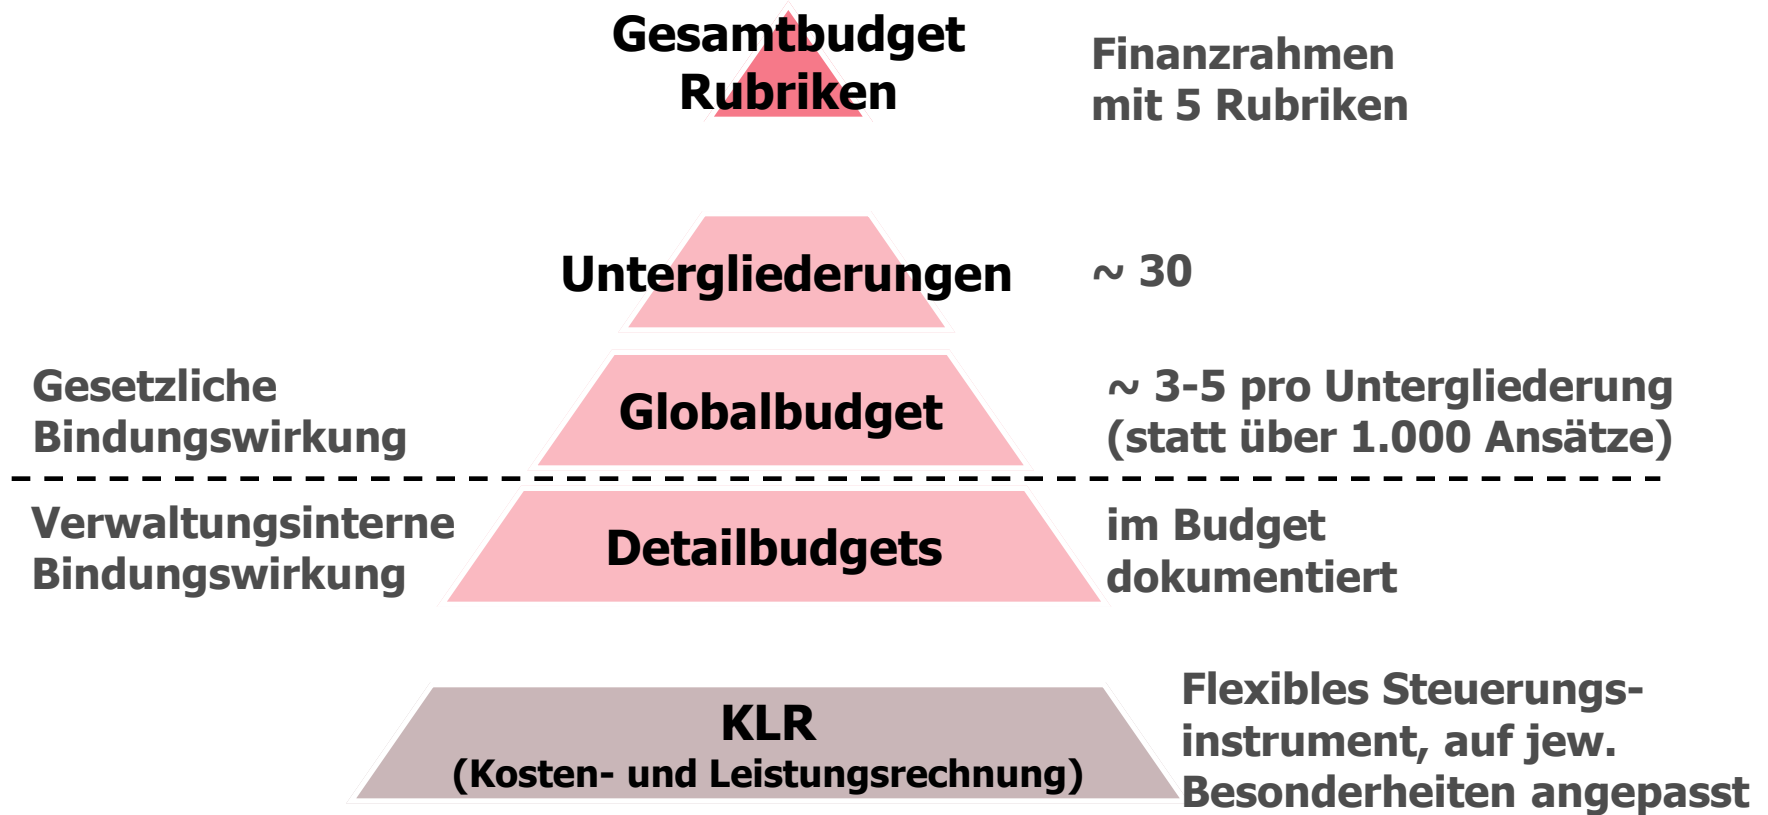 Gesamtbudget
Rubriken
Finanzrahmen
mit 5 Rubriken
Untergliederungen
~ 30
Gesetzliche
Bindungswirkung
Globalbudget
~ 3-5 pro Untergliederung
(statt über 1.000 Ansätze)
Verwaltungsinterne
Bindungswirkung
Detailbudgets
im Budget
dokumentiert
KLR
(Kosten- und Leistungsrechnung)
Flexibles Steuerungs-
instrument, auf jew.
Besonderheiten angepasst